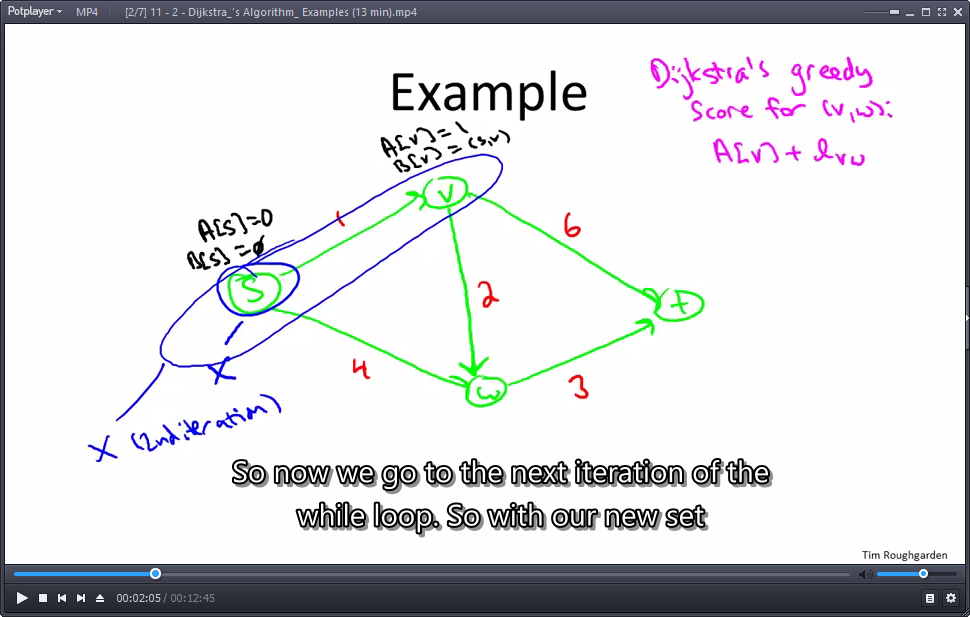 Potplayer MP4 [2/7] 11 - 2 - Dijkstra_'s Algorithm_ Examples (13 min).mp4
Example
Dijkstra's greedy
score for (v,w):
A[v] + lvw
A[v] = 1
B[v] = (s,v)
A[s]=0
B[s]=φ
1
6
v
s
2
t
4
w
3
X
X (2nd iteration)
So now we go to the next iteration of the
while loop. So with our new set
Tim Roughgarden
00:02:05 / 00:12:45